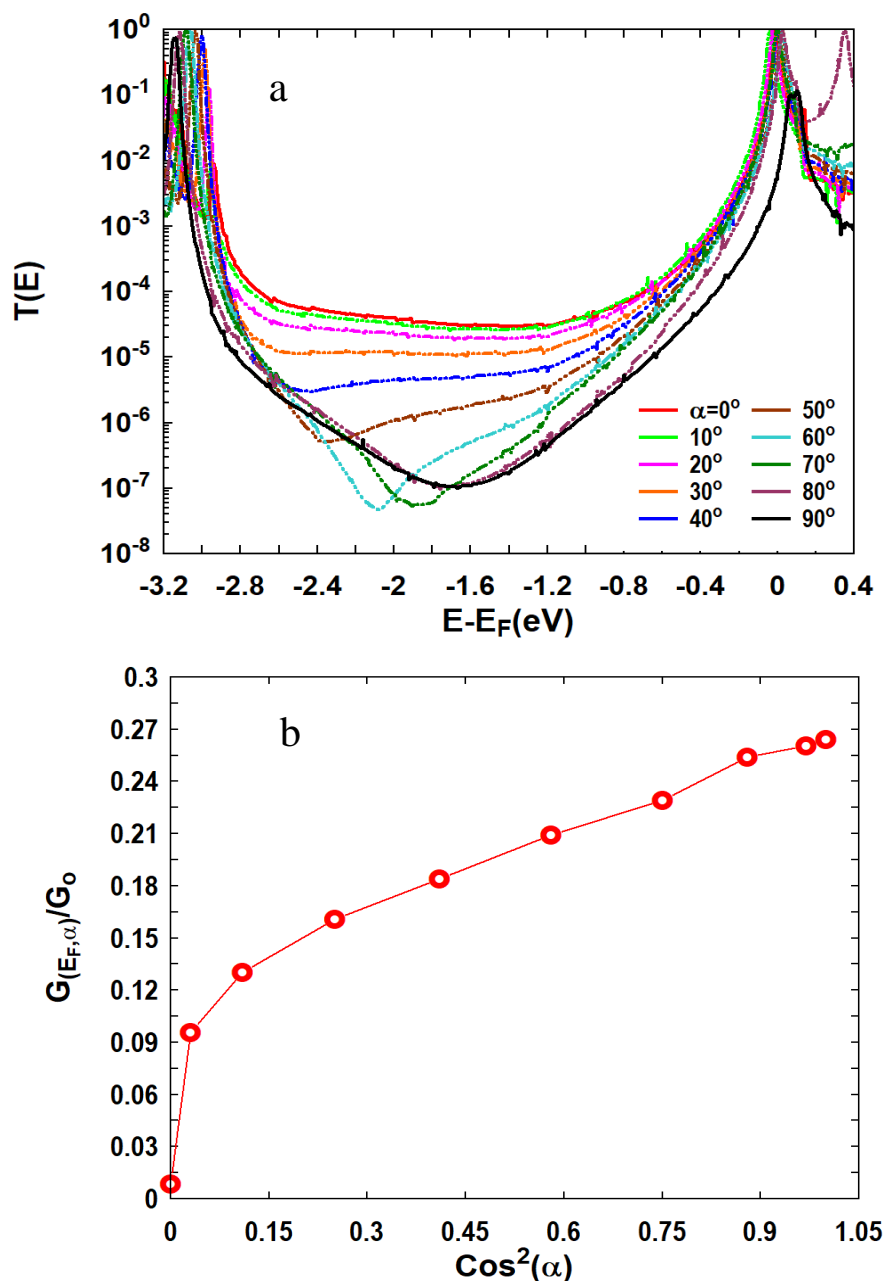 a
T(E)
10⁰
10⁻¹
10⁻²
10⁻³
10⁻⁴
10⁻⁵
10⁻⁶
10⁻⁷
10⁻⁸
α=0° 50°
10° 60°
20° 70°
30° 80°
40° 90°
-3.2 -2.8 -2.4 -2 -1.6 -1.2 -0.8 -0.4 0 0.4
E-E_F(eV)
b
G_(E_F,α)/G_o
0.3
0.27
0.24
0.21
0.18
0.15
0.12
0.09
0.06
0.03
0
0 0.15 0.3 0.45 0.6 0.75 0.9 1.05
Cos²(α)